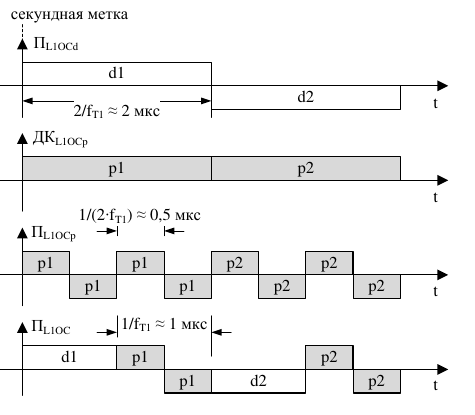 секундная метка
П_L1OCd
d1
d2
2/f_T1 ≈ 2 мкс
t
ДК_L1OCp
p1 p2
t
1/(2·f_T1) ≈ 0,5 мкс
П_L1OCp
p1 p1 p2 p2
p1 p1 p2 p2
t
П_L1OC
1/f_T1 ≈ 1 мкс
d1 p1 p2
p1 d2 p2
t